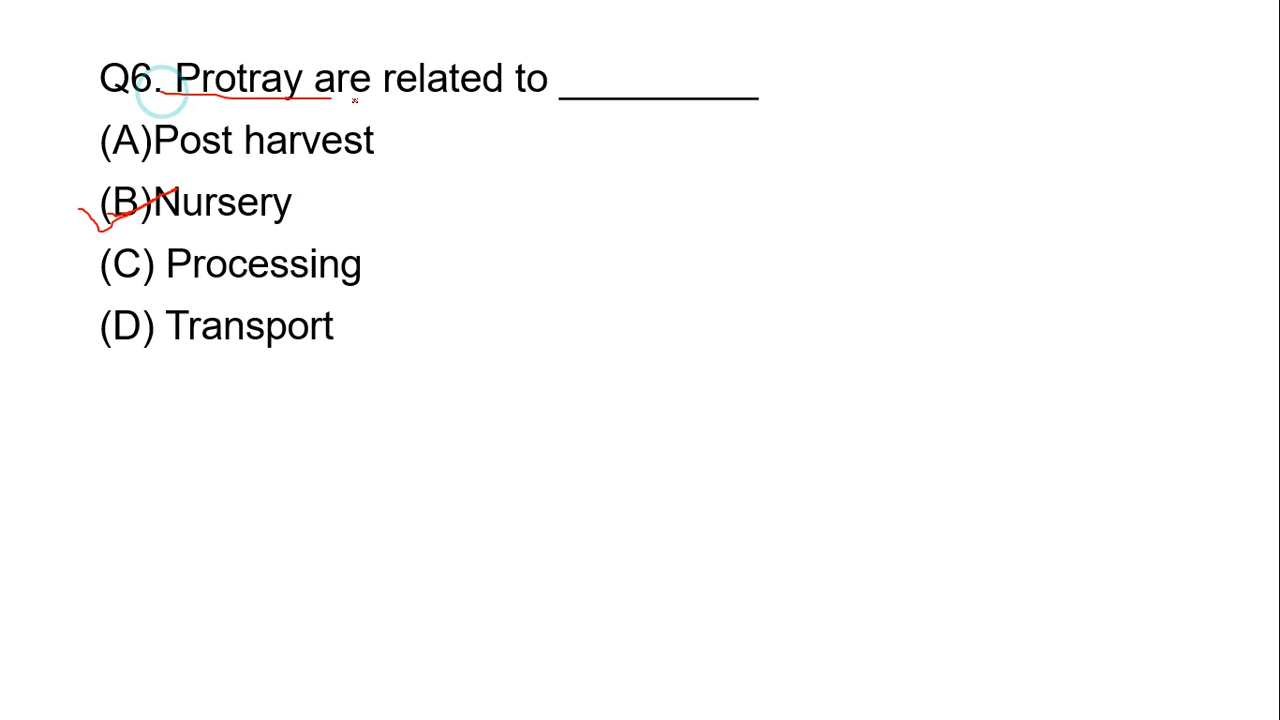 Q6. Protray are related to __________
(A)Post harvest
(B)Nursery
(C) Processing
(D) Transport